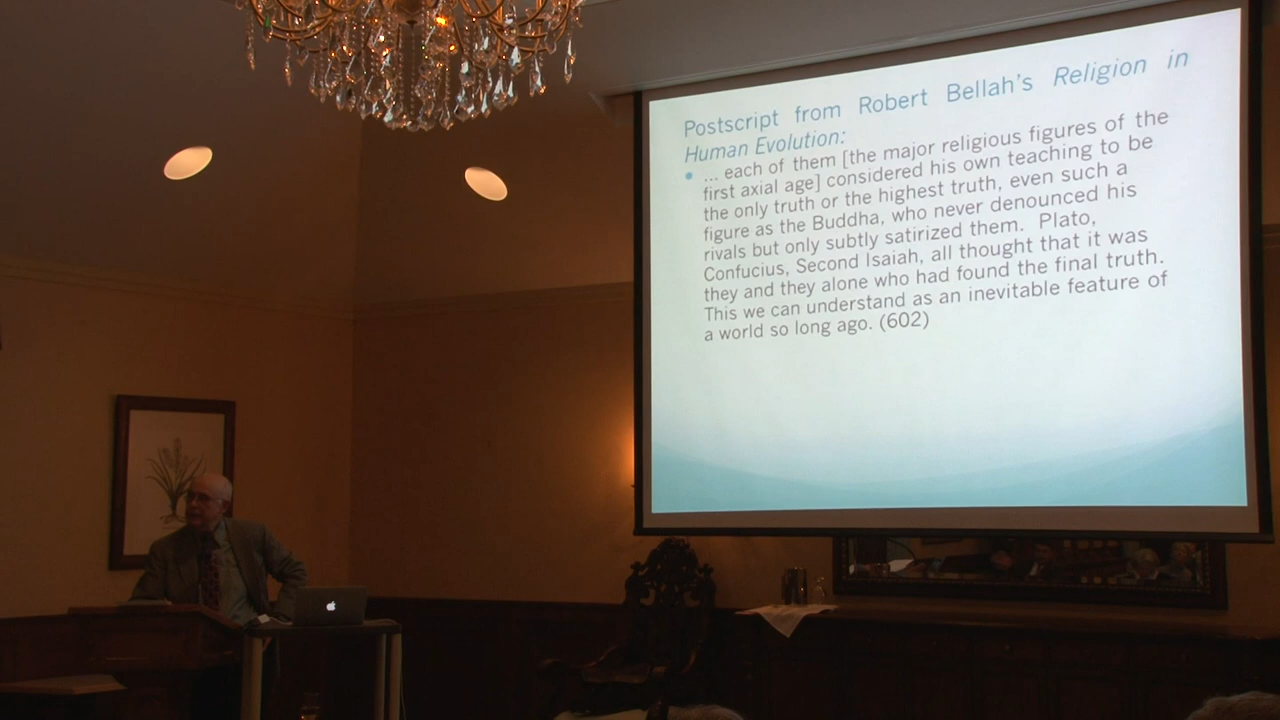 Postscript from Robert Bellah's Religion in
Human Evolution:
• ... each of them [the major religious figures of the
first axial age] considered his own teaching to be
the only truth or the highest truth, even such a
figure as the Buddha, who never denounced his
rivals but only subtly satirized them. Plato,
Confucius, Second Isaiah, all thought that it was
they and they alone who had found the final truth.
This we can understand as an inevitable feature of
a world so long ago. (602)